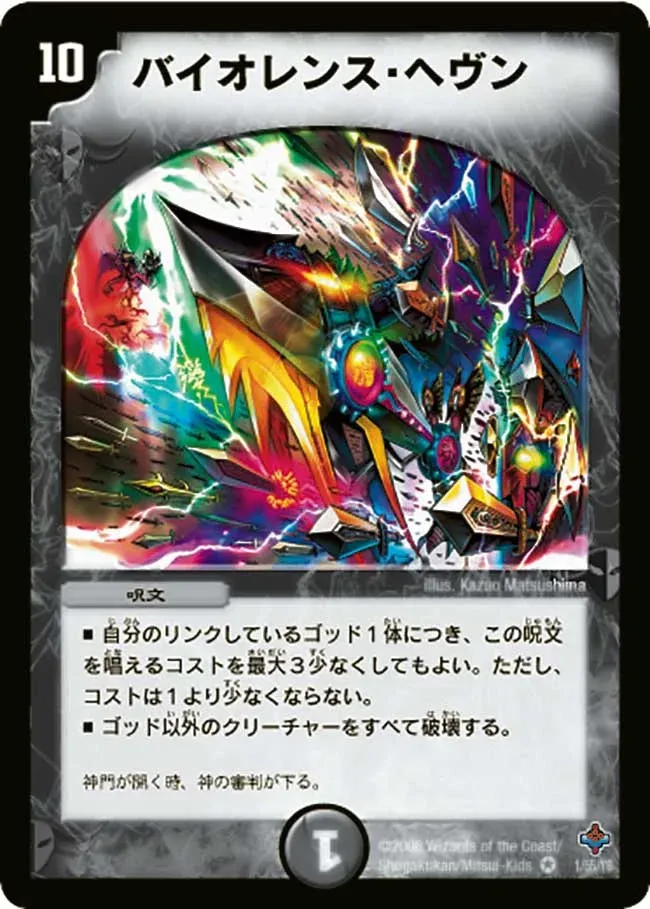 10
バイオレンス・ヘヴン
illus. Kazuo Matsushima
呪文
■ 自分のリンクしているゴッド1体につき、この呪文
を唱えるコストを最大3少なくしてもよい。ただし、
コストは1より少なくならない。
■ ゴッド以外のクリーチャーをすべて破壊する。
神門が開く時、神の審判が下る。
1
©2008 Wizards of the Coast/
Shogakukan/Mitsui-Kids